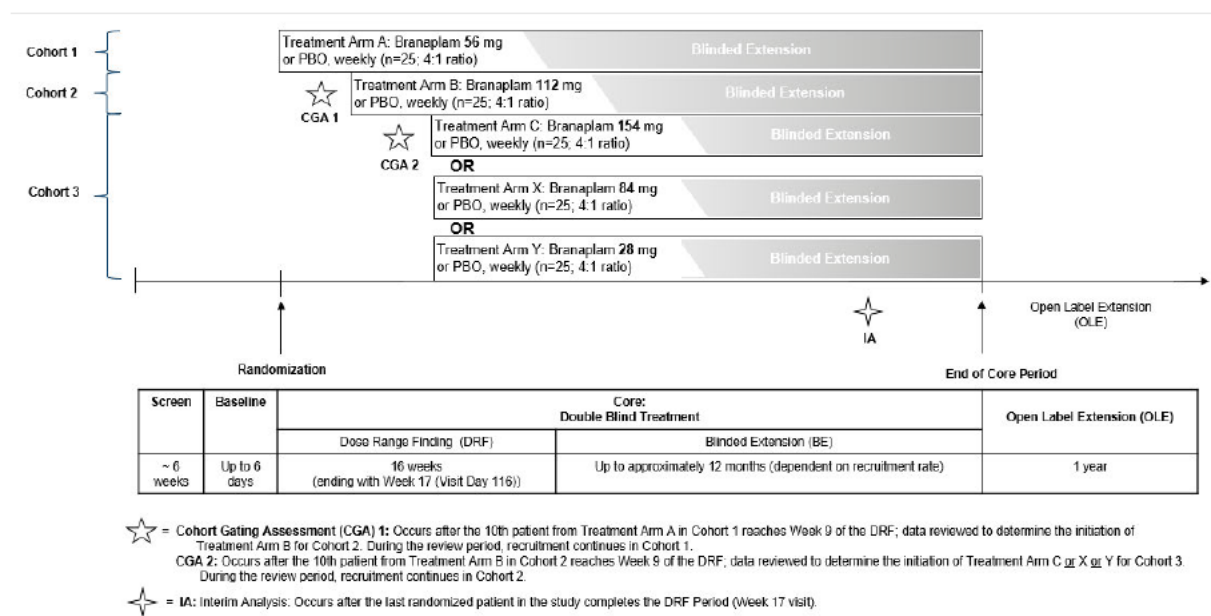 Cohort 1
Treatment Arm A: Branaplam 56 mg
or PBO, weekly (n=25; 4:1 ratio)
Blinded Extension
Cohort 2
CGA 1
Treatment Arm B: Branaplam 112 mg
or PBO, weekly (n=25; 4:1 ratio)
Blinded Extension
Cohort 3
CGA 2
Treatment Arm C: Branaplam 154 mg
or PBO, weekly (n=25; 4:1 ratio)
Blinded Extension
OR
Treatment Arm X: Branaplam 84 mg
or PBO, weekly (n=25; 4:1 ratio)
Blinded Extension
OR
Treatment Arm Y: Branaplam 28 mg
or PBO, weekly (n=25; 4:1 ratio)
Blinded Extension
Randomization
IA
End of Core Period
Open Label Extension
(OLE)
Screen
Baseline
Core:
Double Blind Treatment
Open Label Extension (OLE)
Dose Range Finding (DRF)
Blinded Extension (BE)
~ 6
weeks
Up to 6
days
16 weeks
(ending with Week 17 (Visit Day 116))
Up to approximately 12 months (dependent on recruitment rate)
1 year
= Cohort Gating Assessment (CGA) 1: Occurs after the 10th patient from Treatment Arm A in Cohort 1 reaches Week 9 of the DRF; data reviewed to determine the initiation of
Treatment Arm B for Cohort 2. During the review period, recruitment continues in Cohort 1.
CGA 2: Occurs after the 10th patient from Treatment Arm B in Cohort 2 reaches Week 9 of the DRF; data reviewed to determine the initiation of Treatment Arm C or X or Y for Cohort 3.
During the review period, recruitment continues in Cohort 2.
= IA: Interim Analysis: Occurs after the last randomized patient in the study completes the DRF Period (Week 17 visit).